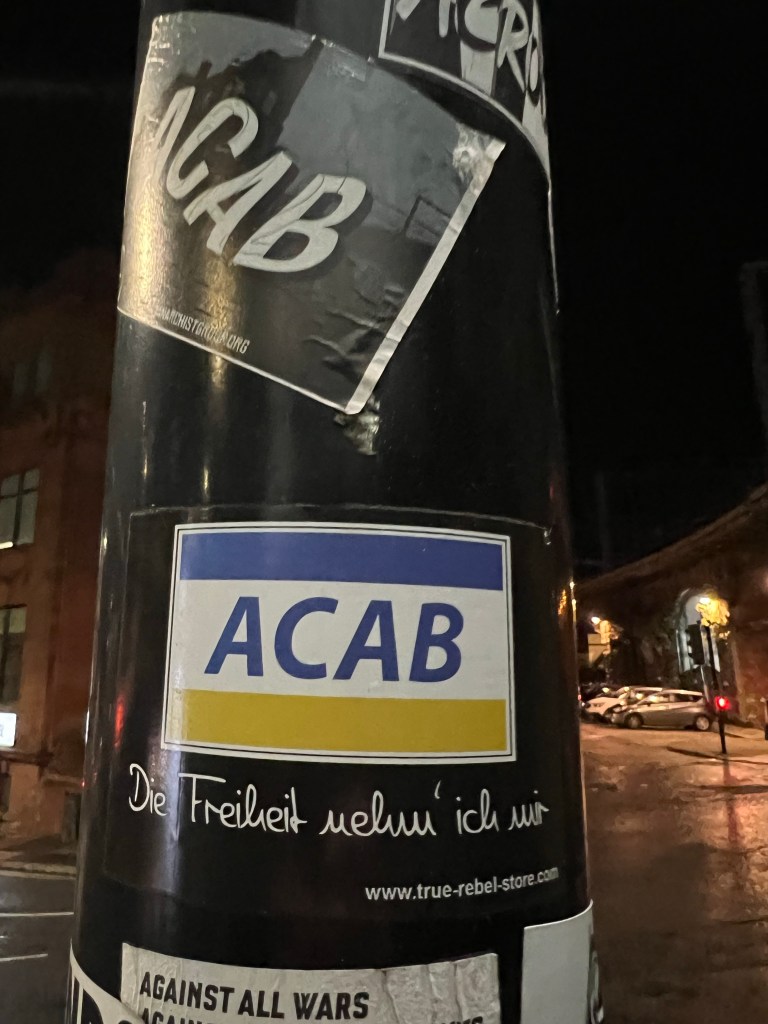 ACAB
ACAB
Die Freiheit nehm' ich mir
www.true-rebel-store.com
AGAINST ALL WARS